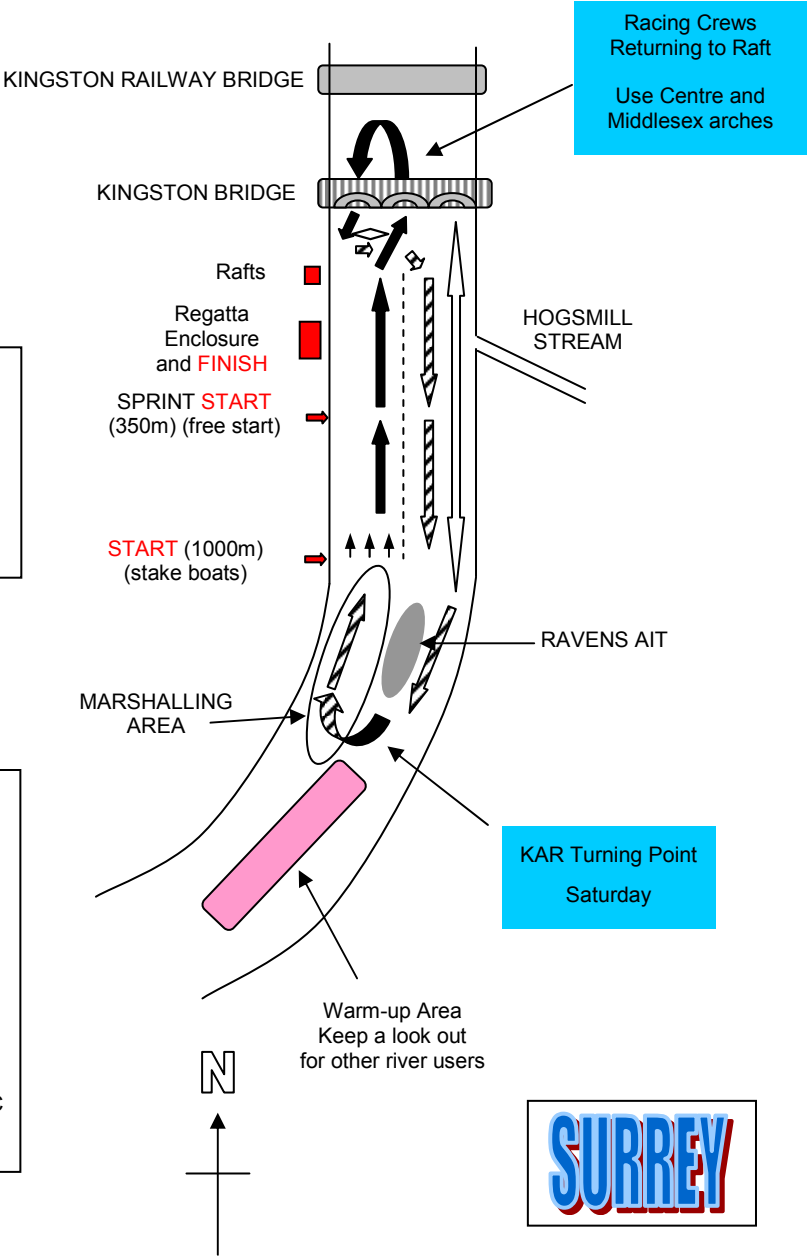 Racing Crews
Returning to Raft
Use Centre and
Middlesex arches
KINGSTON RAILWAY BRIDGE
KINGSTON BRIDGE
Rafts
Regatta
Enclosure
and FINISH
HOGSMILL
STREAM
SPRINT START
(350m) (free start)
START (1000m)
(stake boats)
RAVENS AIT
MARSHALLING
AREA
KAR Turning Point
Saturday
Warm-up Area
Keep a look out
for other river users
N
SURREY